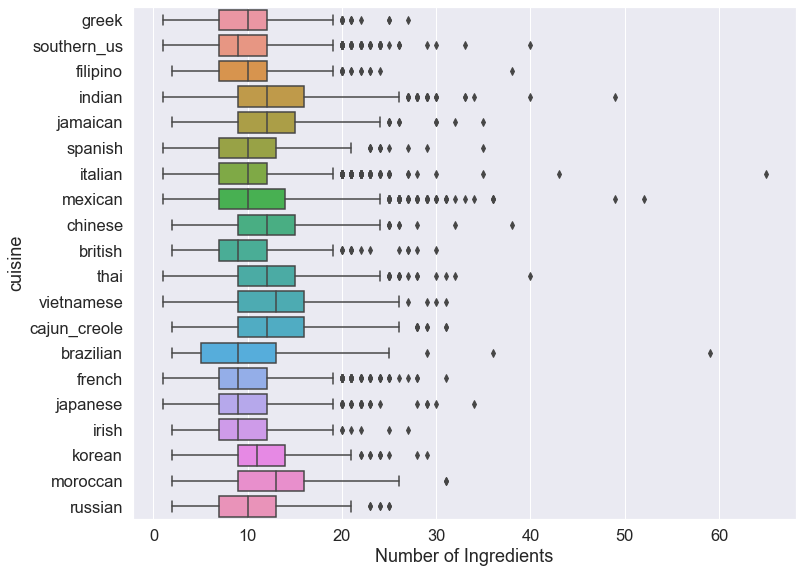 greek
southern_us
filipino
indian
jamaican
spanish
italian
mexican
chinese
british
thai
vietnamese
cajun_creole
brazilian
french
japanese
irish
korean
moroccan
russian
cuisine
0 10 20 30 40 50 60
Number of Ingredients